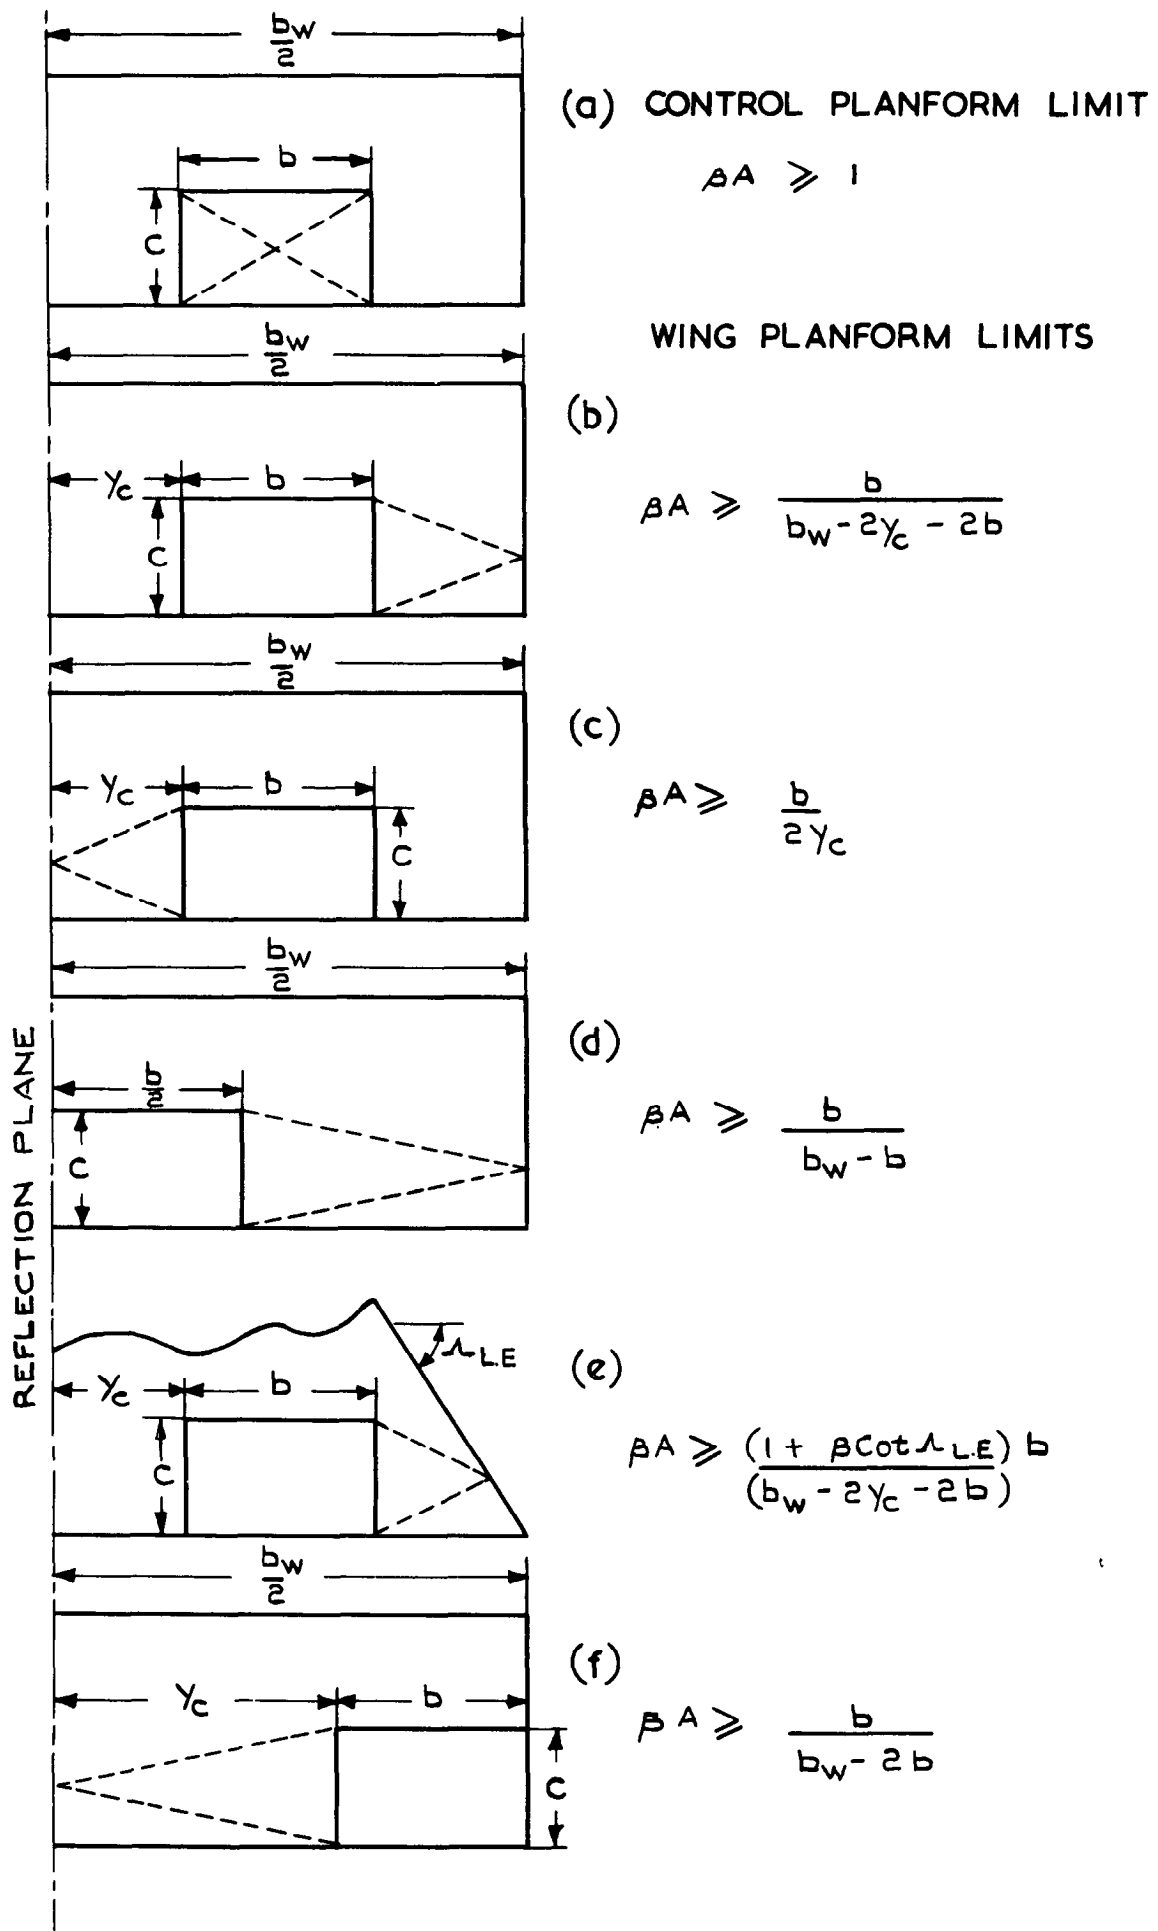 b_w/2
(a) CONTROL PLANFORM LIMIT
βA ⩾ 1
b
C
b_w/2
WING PLANFORM LIMITS
(b)
y_c b
C
βA ⩾ b/(b_w - 2y_c - 2b)
b_w/2
(c)
y_c b
C
βA ⩾ b/2y_c
b_w/2
(d)
b/2
C
βA ⩾ b/(b_w - b)
REFLECTION PLANE
Λ_L.E
(e)
y_c b
C
βA ⩾ (1 + βCotΛ_L.E) b/(b_w - 2y_c - 2b)
b_w/2
(f)
y_c b
C
βA ⩾ b/(b_w - 2b)